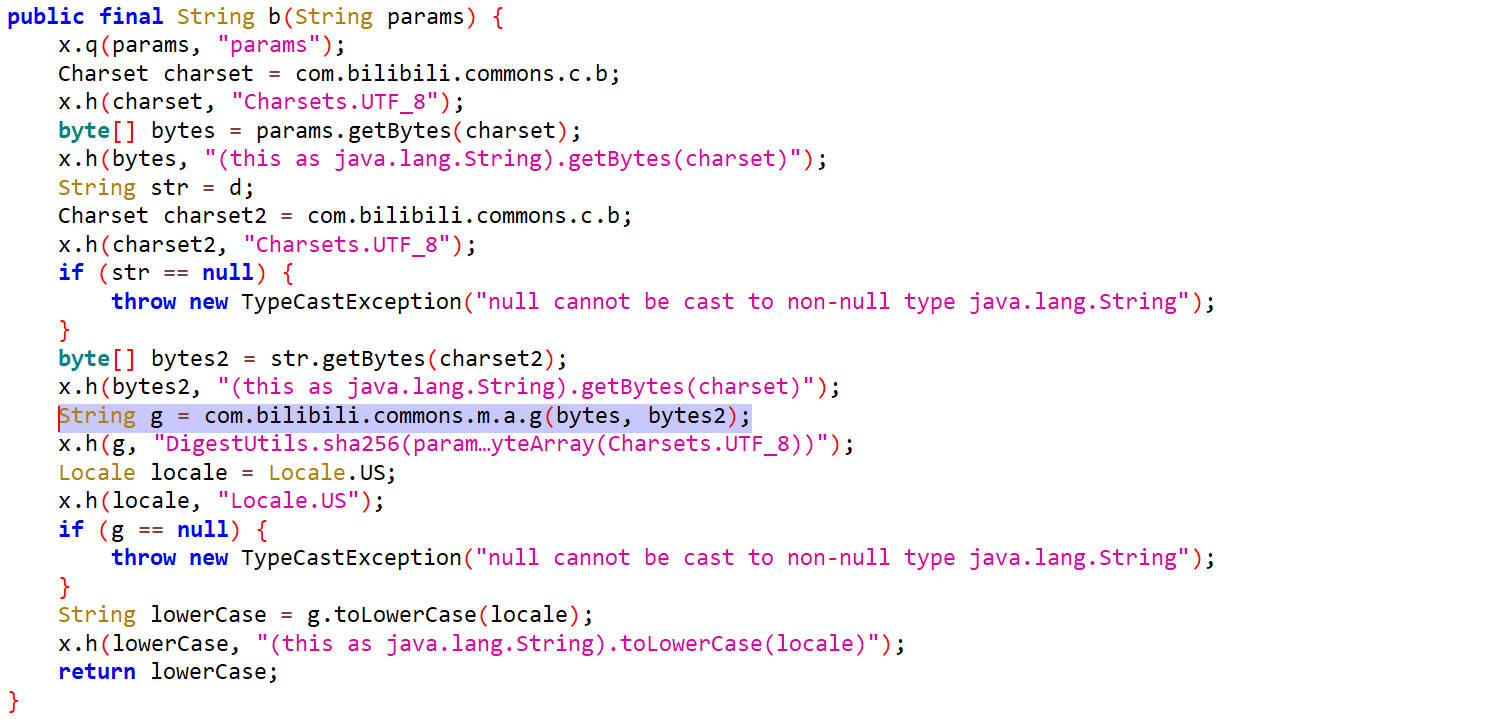 public final String b(String params) {
    x.q(params, "params");
    Charset charset = com.bilibili.commons.c.b;
    x.h(charset, "Charsets.UTF_8");
    byte[] bytes = params.getBytes(charset);
    x.h(bytes, "(this as java.lang.String).getBytes(charset)");
    String str = d;
    Charset charset2 = com.bilibili.commons.c.b;
    x.h(charset2, "Charsets.UTF_8");
    if (str == null) {
        throw new TypeCastException("null cannot be cast to non-null type java.lang.String");
    }
    byte[] bytes2 = str.getBytes(charset2);
    x.h(bytes2, "(this as java.lang.String).getBytes(charset)");
    String g = com.bilibili.commons.m.a.g(bytes, bytes2);
    x.h(g, "DigestUtils.sha256(param…yteArray(Charsets.UTF_8))");
    Locale locale = Locale.US;
    x.h(locale, "Locale.US");
    if (g == null) {
        throw new TypeCastException("null cannot be cast to non-null type java.lang.String");
    }
    String lowerCase = g.toLowerCase(locale);
    x.h(lowerCase, "(this as java.lang.String).toLowerCase(locale)");
    return lowerCase;
}